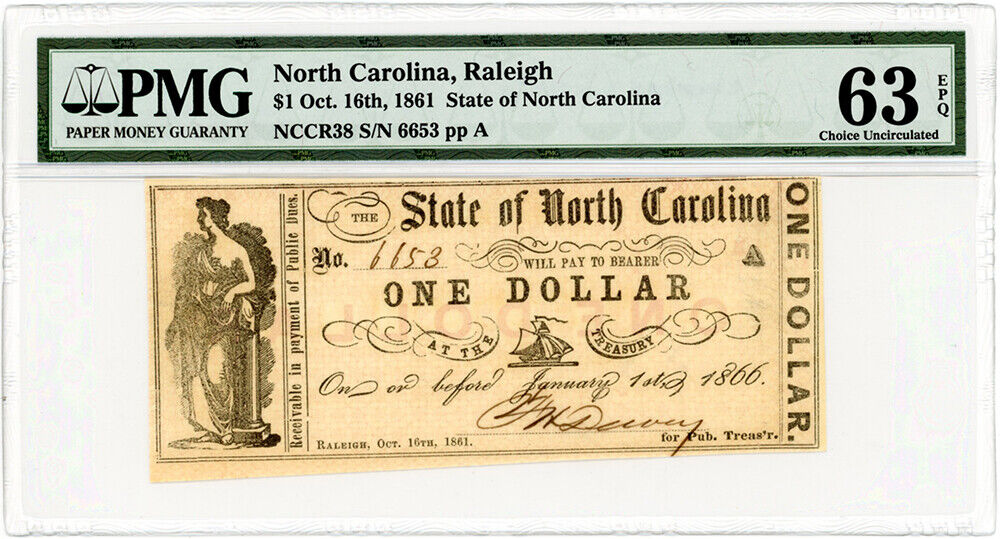 PMG
PAPER MONEY GUARANTY
North Carolina, Raleigh
$1 Oct. 16th, 1861 State of North Carolina
NCCR38 S/N 6653 pp A
63
EPQ
Choice Uncirculated
Receivable in payment of Public Dues.
THE State of North Carolina
No. 6653
WILL PAY TO BEARER
A
ONE DOLLAR
AT THE TREASURY
On or before January 1st, 1866.
RALEIGH, OCT. 16TH, 1861.
for Pub. Treas'r.
ONE DOLLAR.